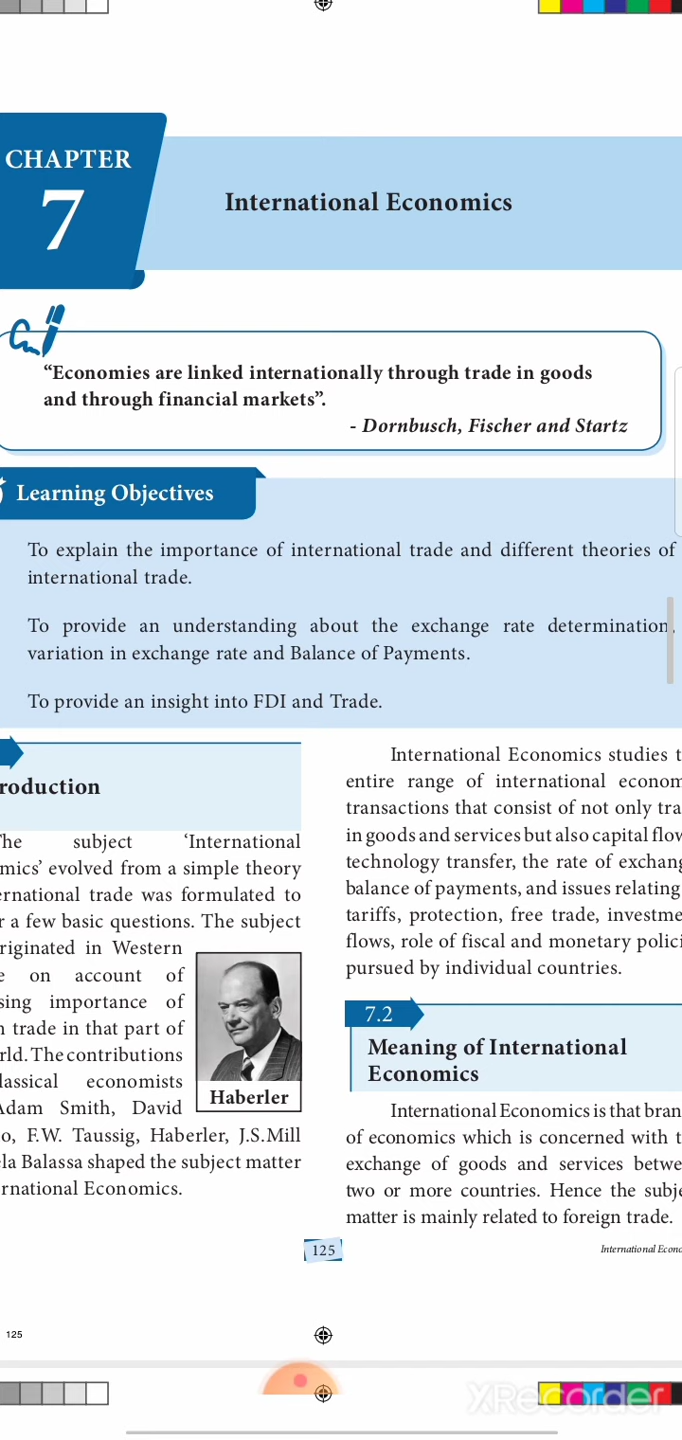 CHAPTER
7
International Economics
“Economies are linked internationally through trade in goods
and through financial markets”.
- Dornbusch, Fischer and Startz
Learning Objectives
To explain the importance of international trade and different theories of
international trade.
To provide an understanding about the exchange rate determination,
variation in exchange rate and Balance of Payments.
To provide an insight into FDI and Trade.
roduction
The subject ‘International
mics’ evolved from a simple theory
ernational trade was formulated to
r a few basic questions. The subject
riginated in Western
e on account of
sing importance of
n trade in that part of
rld. The contributions
lassical economists
Adam Smith, David
o, F.W. Taussig, Haberler, J.S.Mill
ela Balassa shaped the subject matter
rnational Economics.
Haberler
International Economics studies t
entire range of international econom
transactions that consist of not only tra
in goods and services but also capital flow
technology transfer, the rate of exchang
balance of payments, and issues relating
tariffs, protection, free trade, investme
flows, role of fiscal and monetary polici
pursued by individual countries.
7.2
Meaning of International
Economics
International Economics is that bran
of economics which is concerned with t
exchange of goods and services betwe
two or more countries. Hence the subje
matter is mainly related to foreign trade.
125
International Econo
125
XRecorder